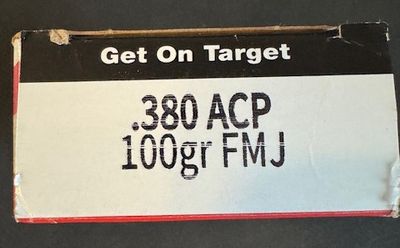 Get On Target
.380 ACP
100gr FMJ